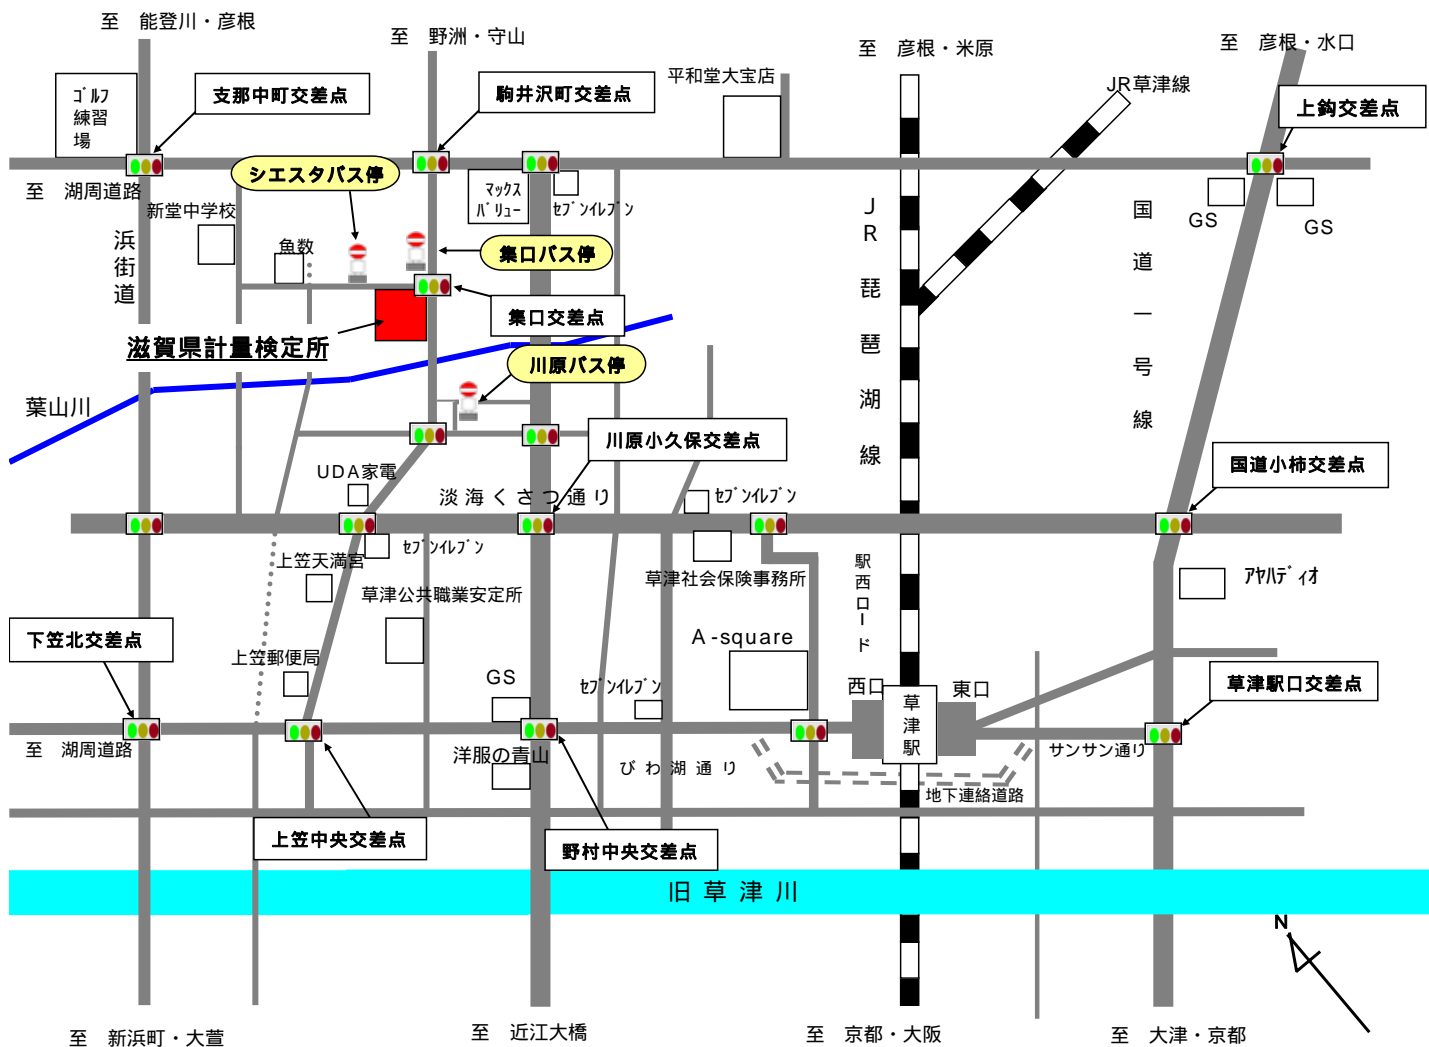 至　能登川・彦根
至　野洲・守山
至　彦根・米原
至　彦根・水口
ゴルフ
練習
場
支那中町交差点
駒井沢町交差点
平和堂大宝店
JR草津線
上鈎交差点
シエスタバス停
至　湖周道路
マックス
バリュー
セブンイレブン
新堂中学校
魚数
浜街道
集口バス停
JR琵琶湖線
国道一号線
GS
GS
集口交差点
滋賀県計量検定所
川原バス停
葉山川
川原小久保交差点
国道小柿交差点
UDA家電
淡海くさつ通り
セブンイレブン
セブンイレブン
上笠天満宮
草津公共職業安定所
草津社会保険事務所
駅西ロード
アヤハディオ
下笠北交差点
上笠郵便局
A-square
GS
セブンイレブン
西口
草津駅
東口
草津駅口交差点
至　湖周道路
洋服の青山
びわ湖通り
サンサン通り
地下連絡道路
上笠中央交差点
野村中央交差点
旧草津川
N
至　新浜町・大萱
至　近江大橋
至　京都・大阪
至　大津・京都